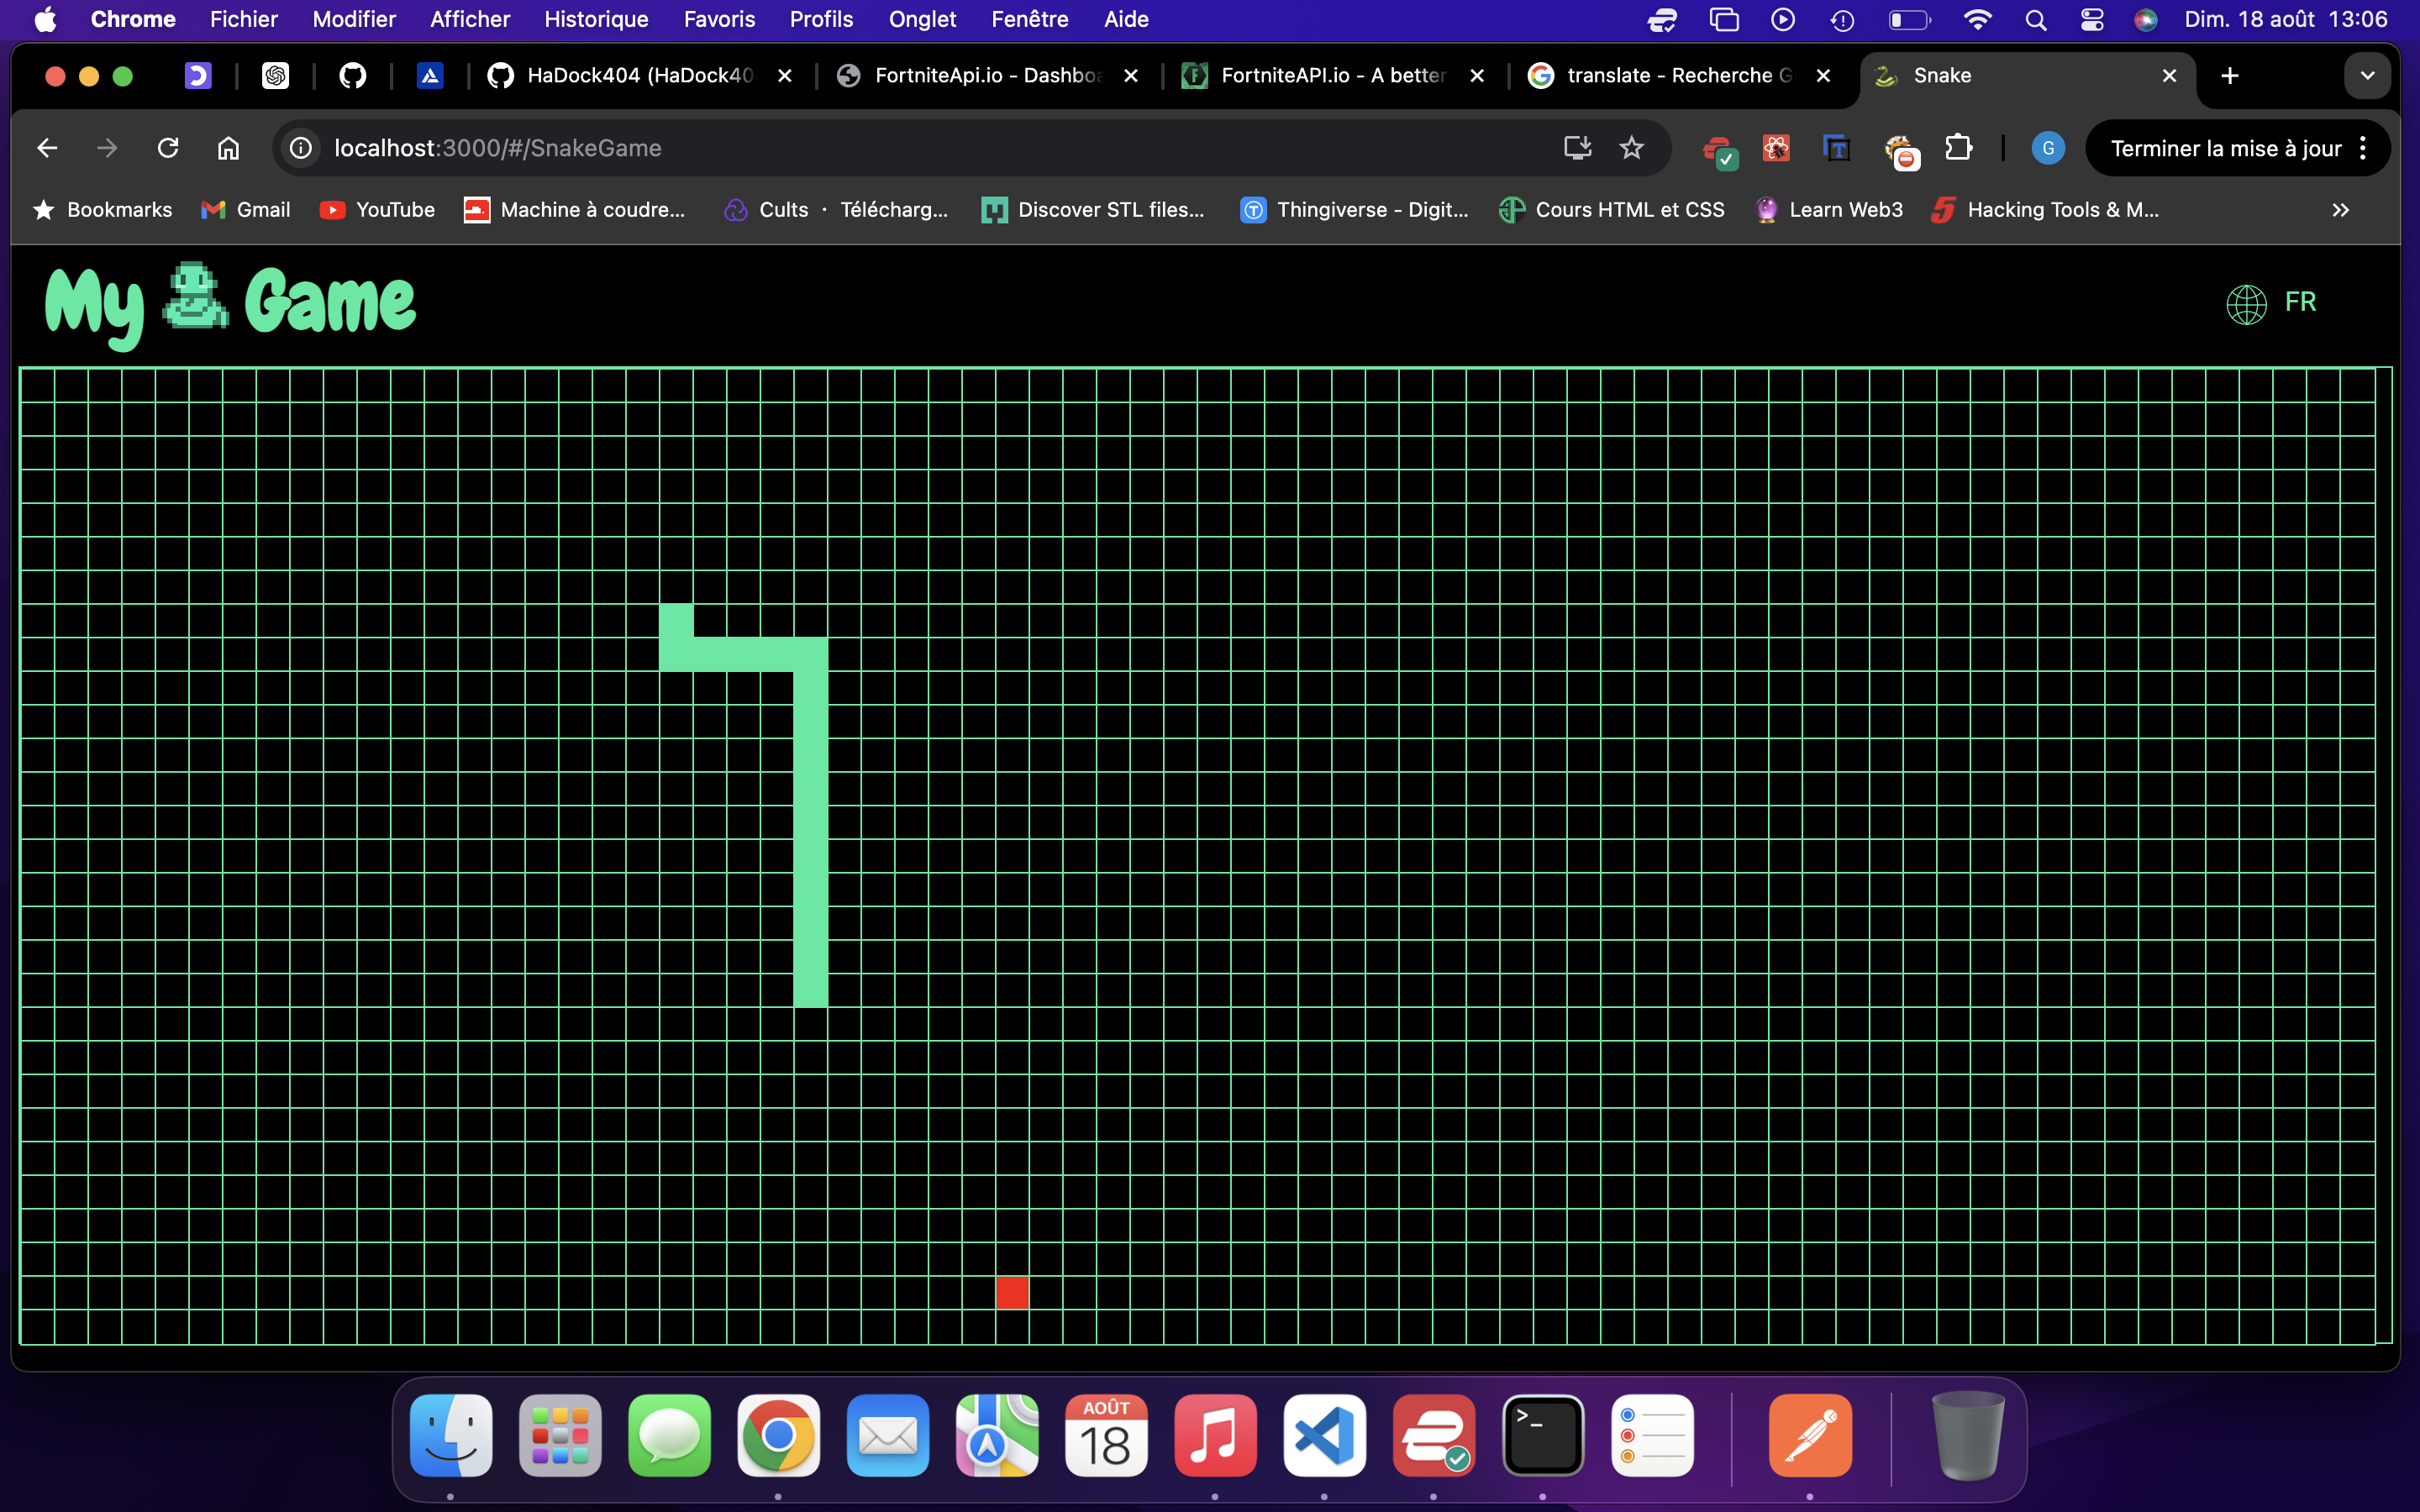 Chrome Fichier Modifier Afficher Historique Favoris Profils Onglet Fenêtre Aide Dim. 18 août 13:06
HaDock404 (HaDock40 FortniteApi.io - Dashboa FortniteAPI.io - A better translate - Recherche G Snake
localhost:3000/#/SnakeGame G Terminer la mise à jour
Bookmarks Gmail YouTube Machine à coudre... Cults · Télécharg... Discover STL files... Thingiverse - Digit... Cours HTML et CSS Learn Web3 Hacking Tools & M...
My Game FR
AOÛT
18